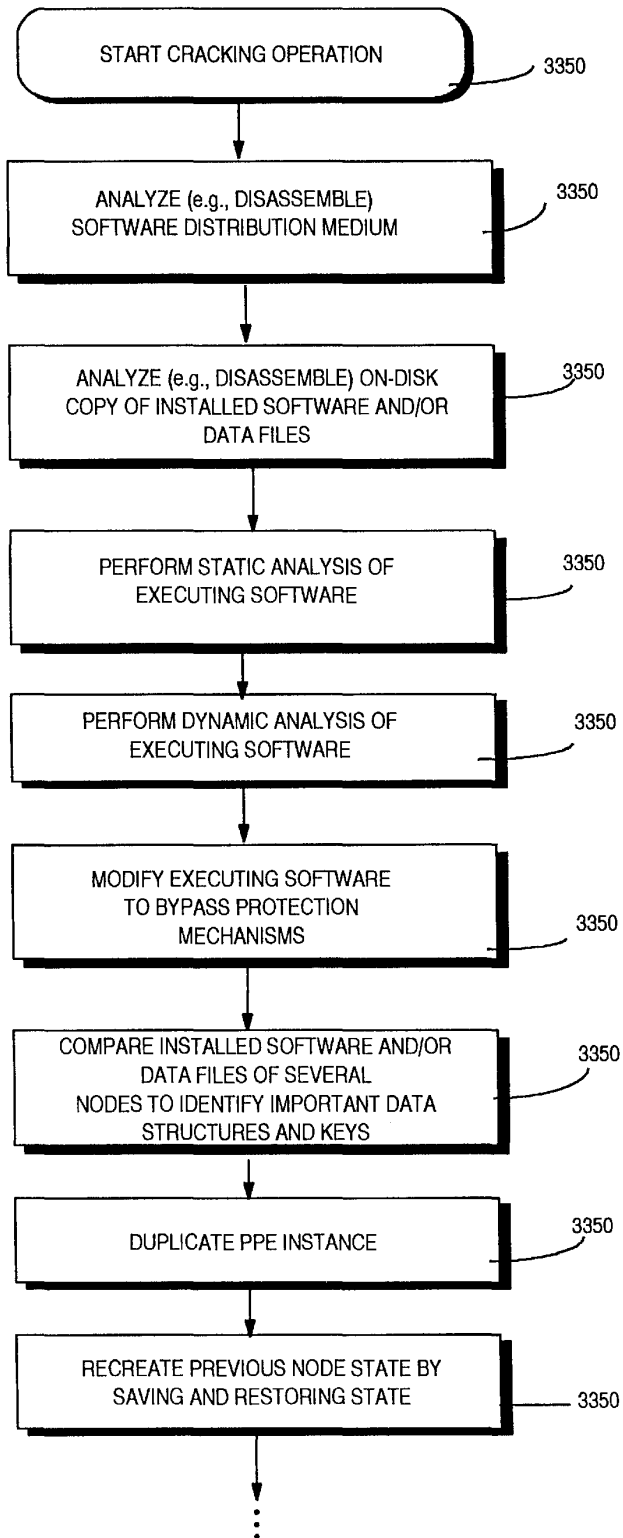 START CRACKING OPERATION
3350
ANALYZE (e.g., DISASSEMBLE)
SOFTWARE DISTRIBUTION MEDIUM
3350
ANALYZE (e.g., DISASSEMBLE) ON-DISK
COPY OF INSTALLED SOFTWARE AND/OR
DATA FILES
3350
PERFORM STATIC ANALYSIS OF
EXECUTING SOFTWARE
3350
PERFORM DYNAMIC ANALYSIS OF
EXECUTING SOFTWARE
3350
MODIFY EXECUTING SOFTWARE
TO BYPASS PROTECTION
MECHANISMS
3350
COMPARE INSTALLED SOFTWARE AND/OR
DATA FILES OF SEVERAL
NODES TO IDENTIFY IMPORTANT DATA
STRUCTURES AND KEYS
3350
DUPLICATE PPE INSTANCE
3350
RECREATE PREVIOUS NODE STATE BY
SAVING AND RESTORING STATE
3350